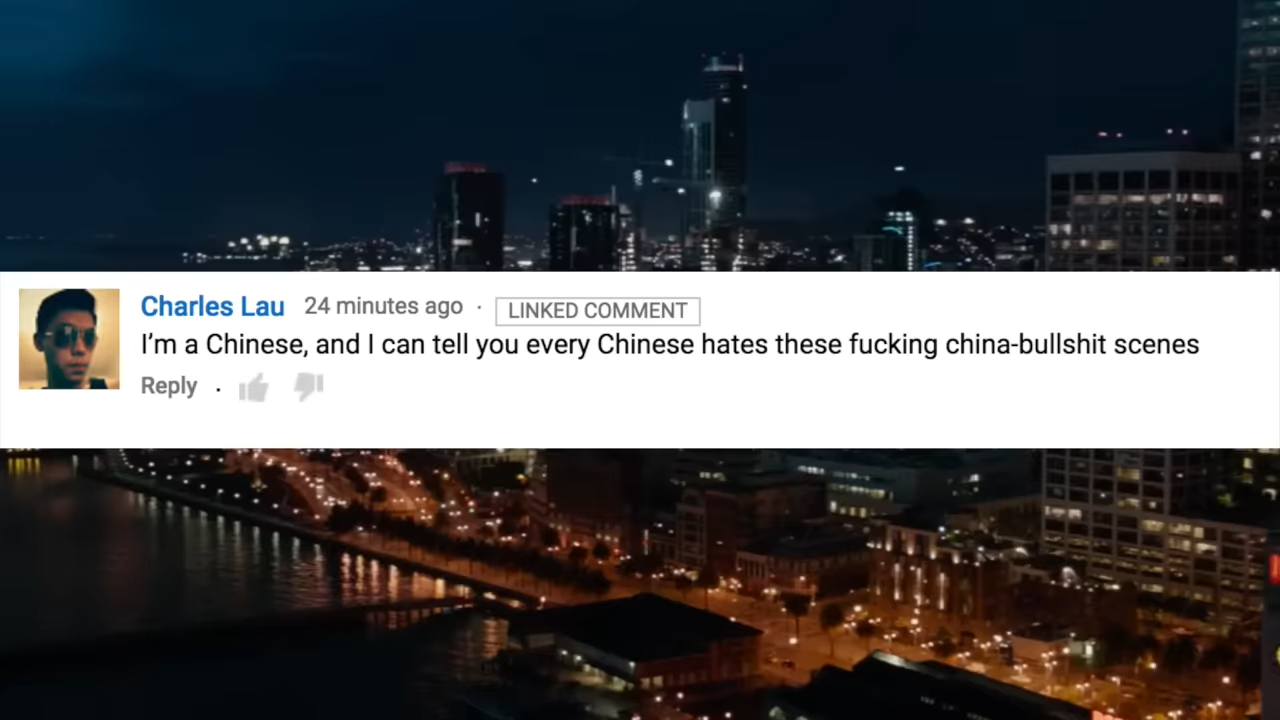 Charles Lau 24 minutes ago · LINKED COMMENT
I'm a Chinese, and I can tell you every Chinese hates these fucking china-bullshit scenes
Reply .